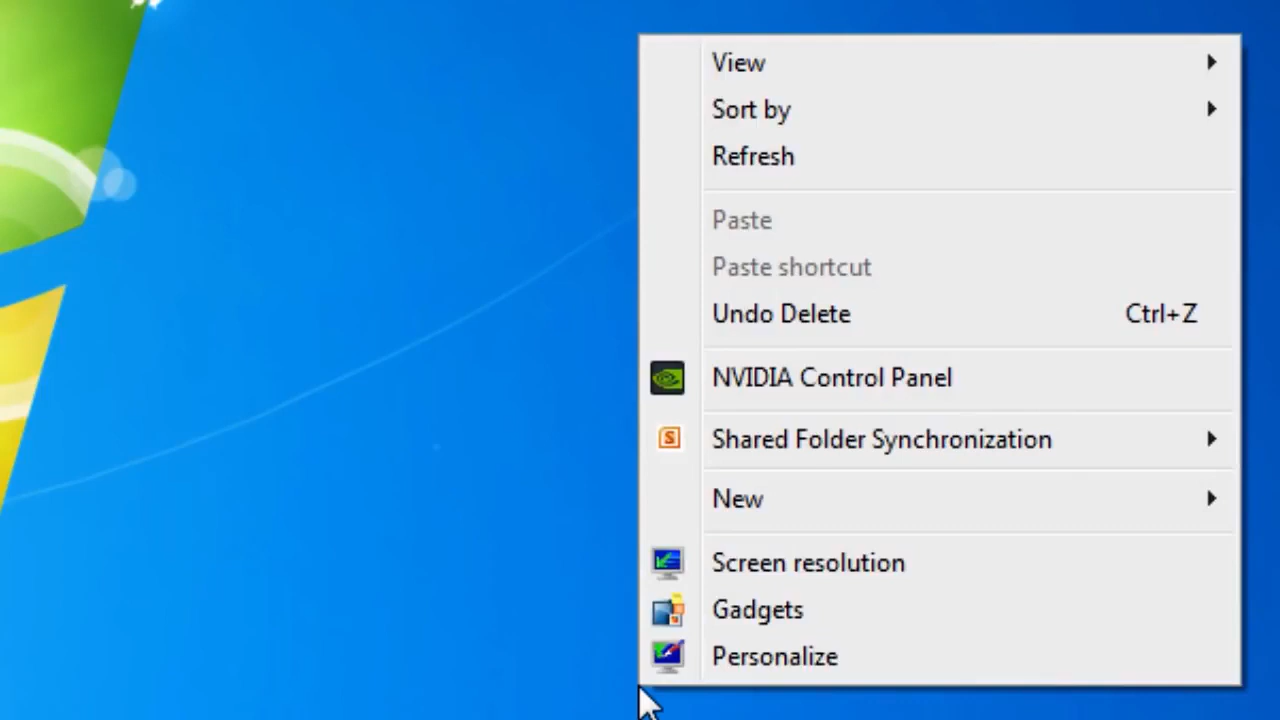 View
Sort by
Refresh
Paste
Paste shortcut
Undo Delete Ctrl+Z
NVIDIA Control Panel
S Shared Folder Synchronization
New
Screen resolution
Gadgets
Personalize